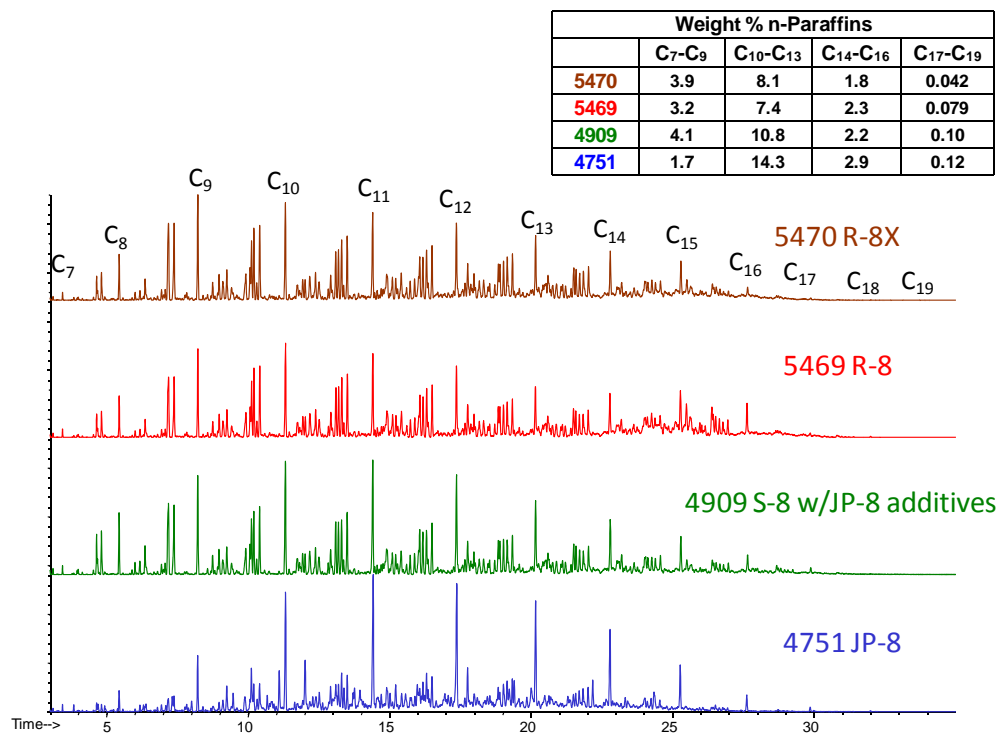 Weight % n-Paraffins
C₇-C₉ C₁₀-C₁₃ C₁₄-C₁₆ C₁₇-C₁₉
5470 3.9 8.1 1.8 0.042
5469 3.2 7.4 2.3 0.079
4909 4.1 10.8 2.2 0.10
4751 1.7 14.3 2.9 0.12
C₇ C₈ C₉ C₁₀ C₁₁ C₁₂ C₁₃ C₁₄ C₁₅ C₁₆ C₁₇ C₁₈ C₁₉
5470 R-8X
5469 R-8
4909 S-8 w/JP-8 additives
4751 JP-8
Time--> 5 10 15 20 25 30